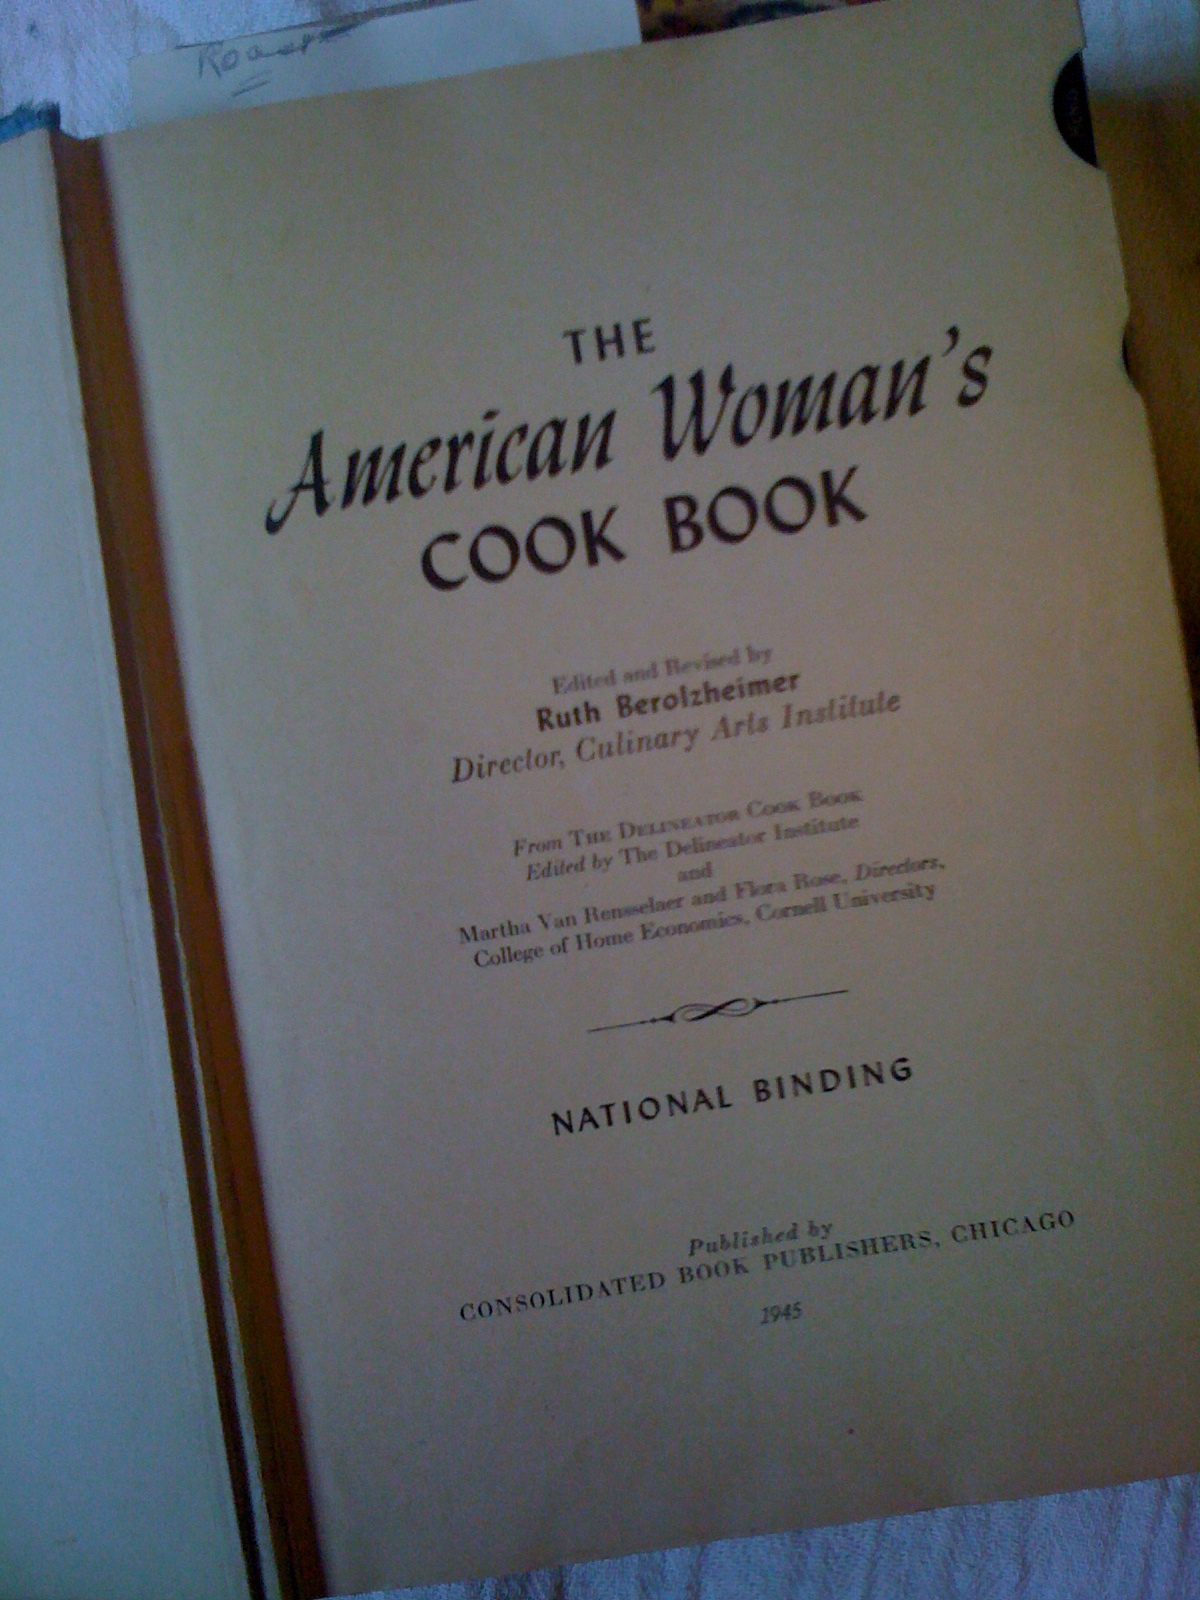 THE
American Woman's
COOK BOOK
Edited and Revised by
Ruth Berolzheimer
Director, Culinary Arts Institute
From THE DELINEATOR COOK BOOK
Edited by The Delineator Institute
and
Martha Van Rensselaer and Flora Rose, Directors,
College of Home Economics, Cornell University
NATIONAL BINDING
Published by
CONSOLIDATED BOOK PUBLISHERS, CHICAGO
1945